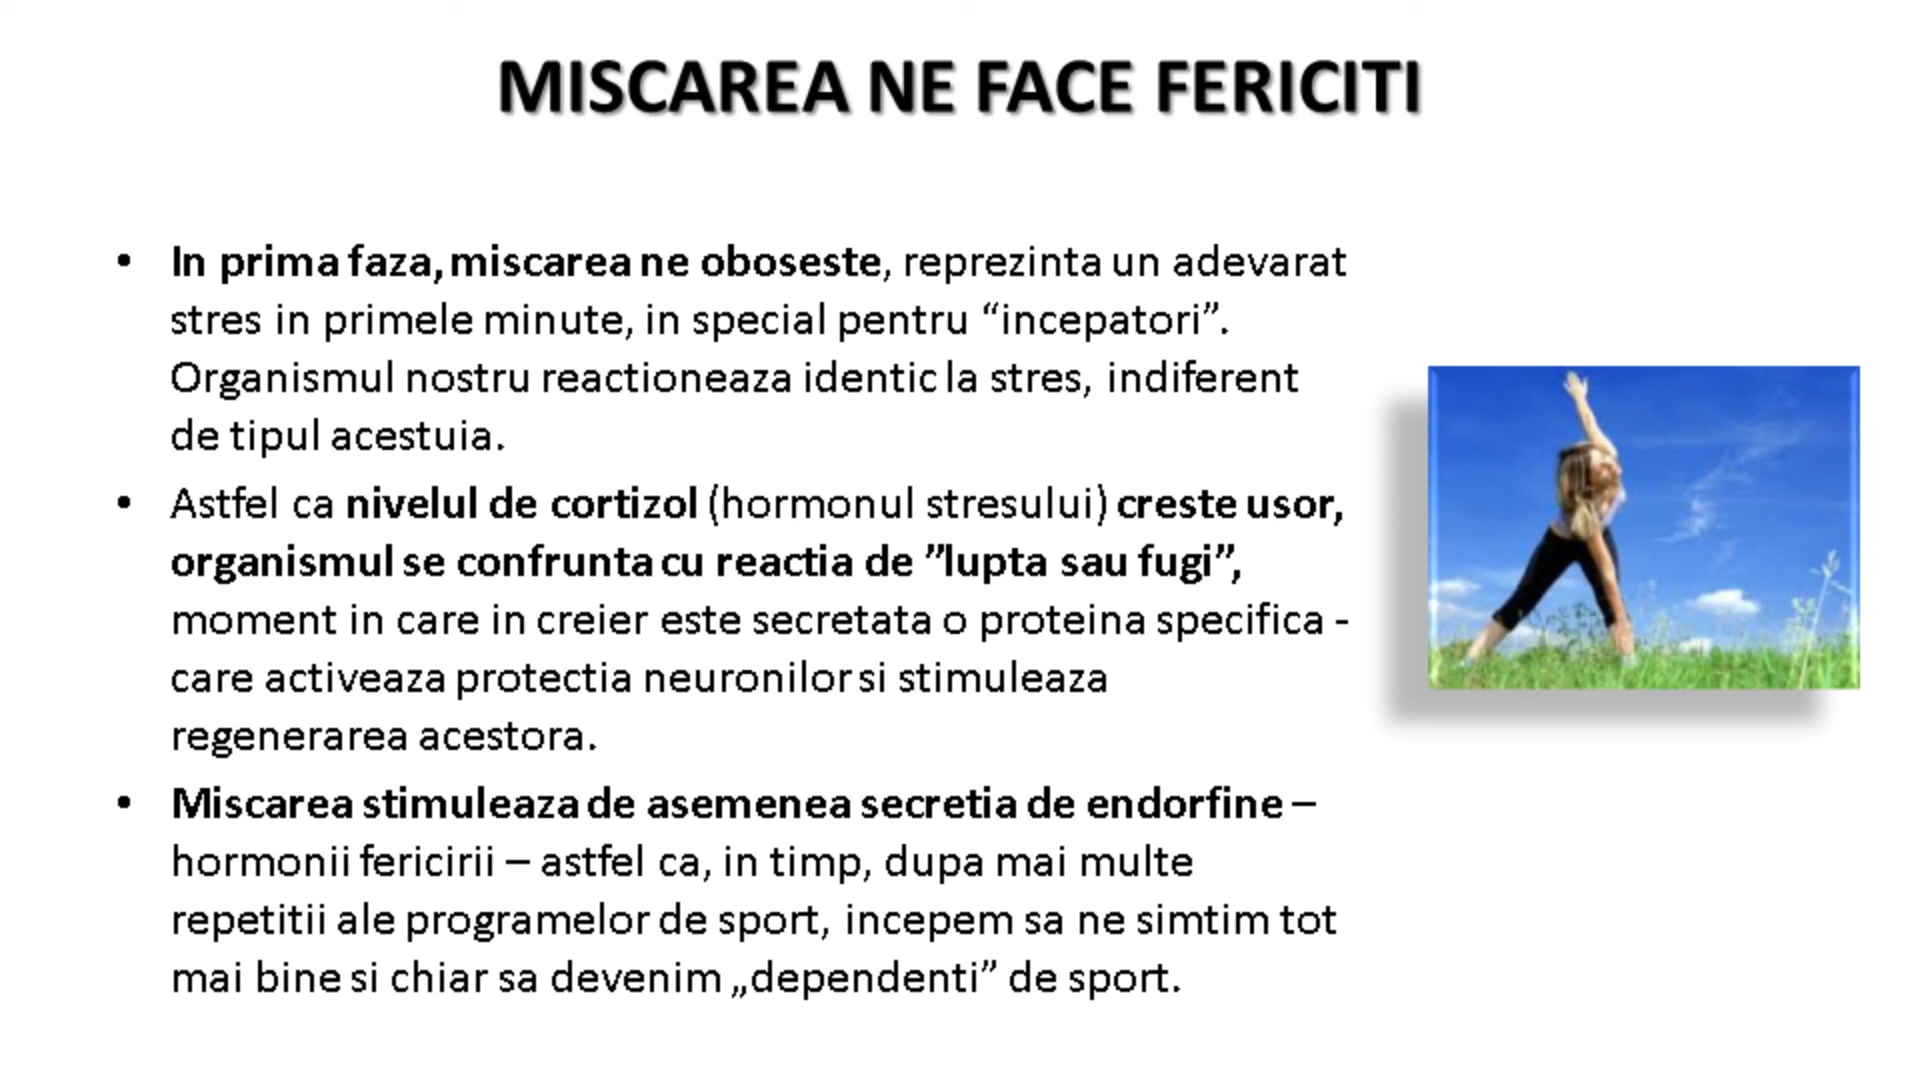 MISCAREA NE FACE FERICITI
• In prima faza, miscarea ne oboseste, reprezinta un adevarat
stres in primele minute, in special pentru “incepatori”.
Organismul nostru reactioneaza identic la stres, indiferent
de tipul acestuia.
• Astfel ca nivelul de cortizol (hormonul stresului) creste usor,
organismul se confrunta cu reactia de ”lupta sau fugi”,
moment in care in creier este secretata o proteina specifica -
care activeaza protectia neuronilor si stimuleaza
regenerarea acestora.
• Miscarea stimuleaza de asemenea secretia de endorfine –
hormonii fericirii – astfel ca, in timp, dupa mai multe
repetitii ale programelor de sport, incepem sa ne simtim tot
mai bine si chiar sa devenim „dependenti” de sport.